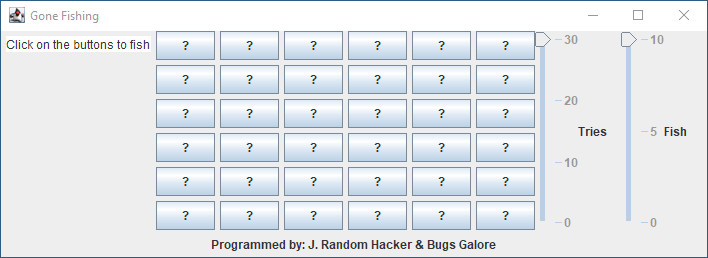 Gone Fishing
Click on the buttons to fish
? ? ? ? ? ?
? ? ? ? ? ?
? ? ? ? ? ?
? ? ? ? ? ?
? ? ? ? ? ?
? ? ? ? ? ?
30
20
10
0
Tries
10
5
0
Fish
Programmed by: J. Random Hacker & Bugs Galore